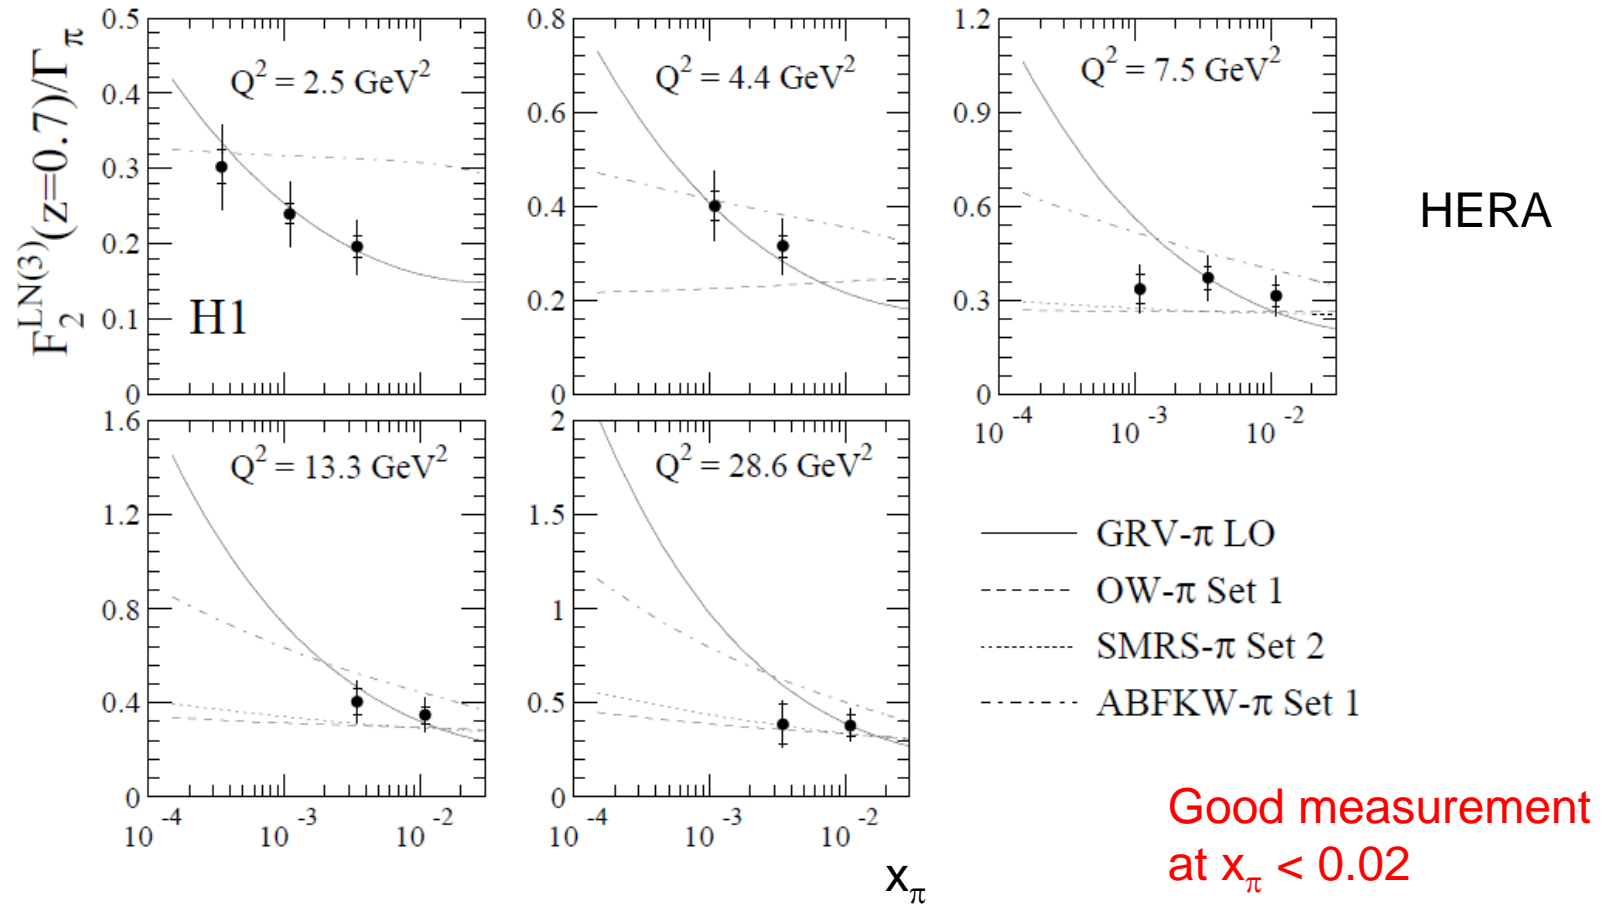 F₂^LN(3)(z=0.7)/Γ_π
0.5
0.4
0.3
0.2
0.1
0
Q² = 2.5 GeV²
H1
0.8
0.6
0.4
0.2
0
Q² = 4.4 GeV²
1.2
0.9
0.6
0.3
0
Q² = 7.5 GeV²
10⁻⁴
10⁻³
10⁻²
HERA
1.6
1.2
0.8
0.4
0
Q² = 13.3 GeV²
10⁻⁴
10⁻³
10⁻²
2
1.5
1
0.5
0
Q² = 28.6 GeV²
10⁻⁴
10⁻³
10⁻²
x_π
GRV-π LO
OW-π Set 1
SMRS-π Set 2
ABFKW-π Set 1
Good measurement
at x_π < 0.02